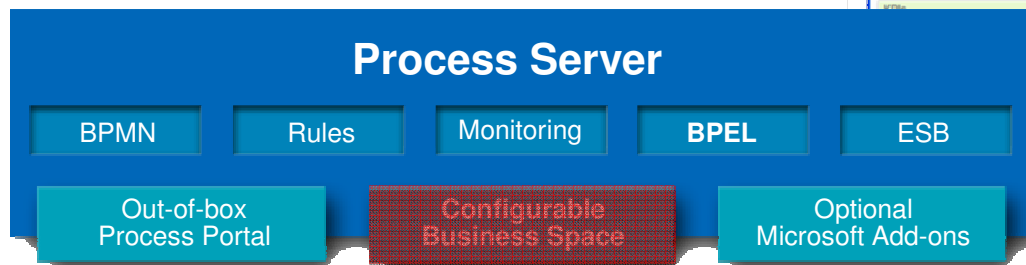 KPIs
Process Server
BPMN
Rules
Monitoring
BPEL
ESB
Out-of-box
Process Portal
Configurable
Business Space
Optional
Microsoft Add-ons